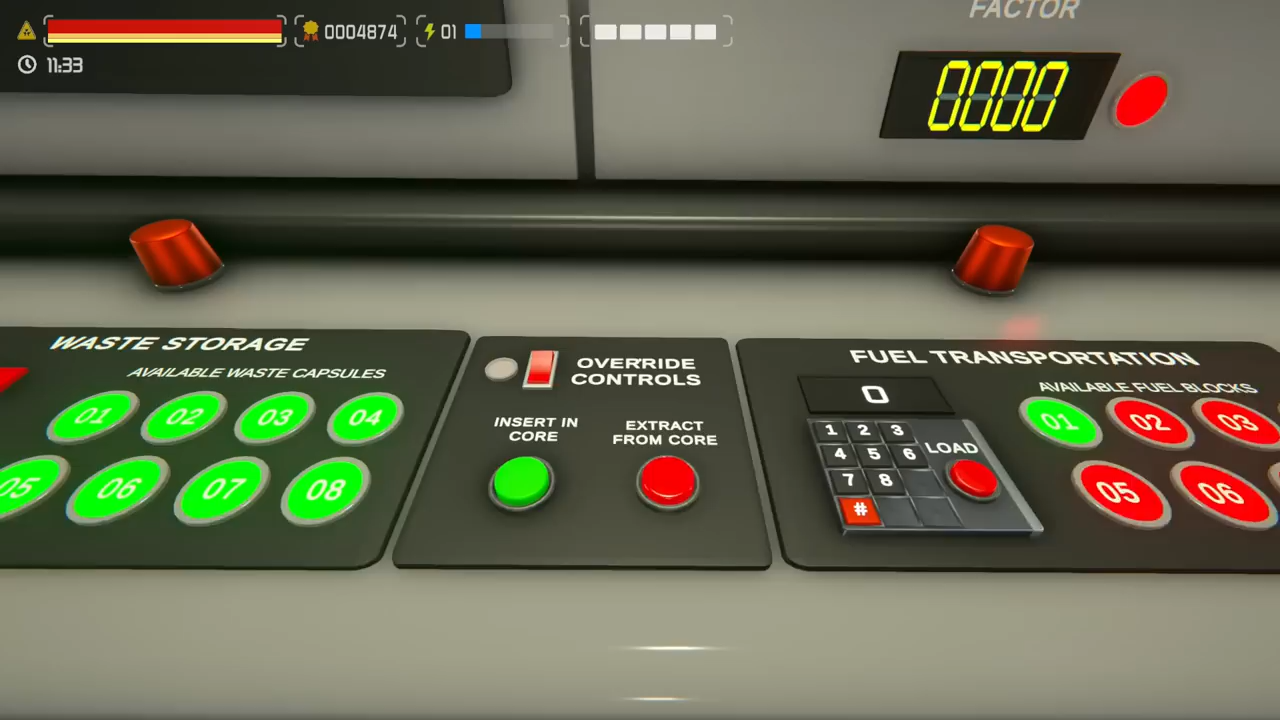 FACTOR
0004874
01
11:33
0000
WASTE STORAGE
AVAILABLE WASTE CAPSULES
01 02 03 04
05 06 07 08
OVERRIDE
CONTROLS
INSERT IN
CORE
EXTRACT
FROM CORE
FUEL TRANSPORTATION
AVAILABLE FUEL BLOCKS
0
1 2 3
4 5 6
7 8
#
LOAD
01 02 03
05 06